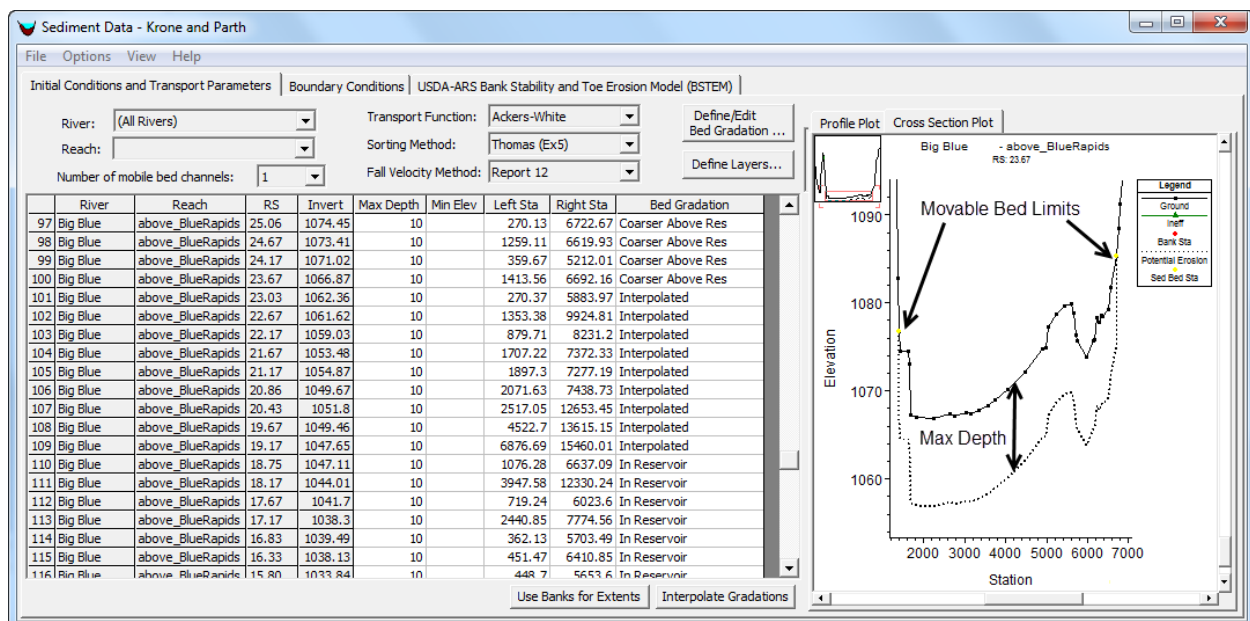 Sediment Data - Krone and Parth
File Options View Help
Initial Conditions and Transport Parameters Boundary Conditions USDA-ARS Bank Stability and Toe Erosion Model (BSTEM)
River: (All Rivers)
Reach:
Number of mobile bed channels: 1
Transport Function: Ackers-White
Sorting Method: Thomas (Ex5)
Fall Velocity Method: Report 12
Define/Edit
Bed Gradation ...
Define Layers...
River Reach RS Invert Max Depth Min Elev Left Sta Right Sta Bed Gradation
97 Big Blue above_BlueRapids 25.06 1074.45 10 270.13 6722.67 Coarser Above Res
98 Big Blue above_BlueRapids 24.67 1073.41 10 1259.11 6619.93 Coarser Above Res
99 Big Blue above_BlueRapids 24.17 1071.02 10 359.67 5212.01 Coarser Above Res
100 Big Blue above_BlueRapids 23.67 1066.87 10 1413.56 6692.16 Coarser Above Res
101 Big Blue above_BlueRapids 23.03 1062.36 10 270.37 5883.97 Interpolated
102 Big Blue above_BlueRapids 22.67 1061.62 10 1353.38 9924.81 Interpolated
103 Big Blue above_BlueRapids 22.17 1059.03 10 879.71 8231.2 Interpolated
104 Big Blue above_BlueRapids 21.67 1053.48 10 1707.22 7372.33 Interpolated
105 Big Blue above_BlueRapids 21.17 1054.87 10 1897.3 7277.19 Interpolated
106 Big Blue above_BlueRapids 20.86 1049.67 10 2071.63 7438.73 Interpolated
107 Big Blue above_BlueRapids 20.43 1051.8 10 2517.05 12653.45 Interpolated
108 Big Blue above_BlueRapids 19.67 1049.46 10 4522.7 13615.15 Interpolated
109 Big Blue above_BlueRapids 19.17 1047.65 10 6876.69 15460.01 Interpolated
110 Big Blue above_BlueRapids 18.75 1047.11 10 1076.28 6637.09 In Reservoir
111 Big Blue above_BlueRapids 18.17 1044.01 10 3947.58 12330.24 In Reservoir
112 Big Blue above_BlueRapids 17.67 1041.7 10 719.24 6023.6 In Reservoir
113 Big Blue above_BlueRapids 17.17 1038.3 10 2440.85 7774.56 In Reservoir
114 Big Blue above_BlueRapids 16.83 1039.49 10 362.13 5703.49 In Reservoir
115 Big Blue above_BlueRapids 16.33 1038.13 10 451.47 6410.85 In Reservoir
116 Big Blue above_BlueRapids 15.80 1033.84 10 448.7 5653.6 In Reservoir
Use Banks for Extents Interpolate Gradations
Profile Plot Cross Section Plot
Big Blue - above_BlueRapids
RS: 23.67
Legend
Ground
Ineff
Bank Sta
Potential Erosion
Sed Bed Sta
Movable Bed Limits
Max Depth
Elevation
1090
1080
1070
1060
2000 3000 4000 5000 6000 7000
Station